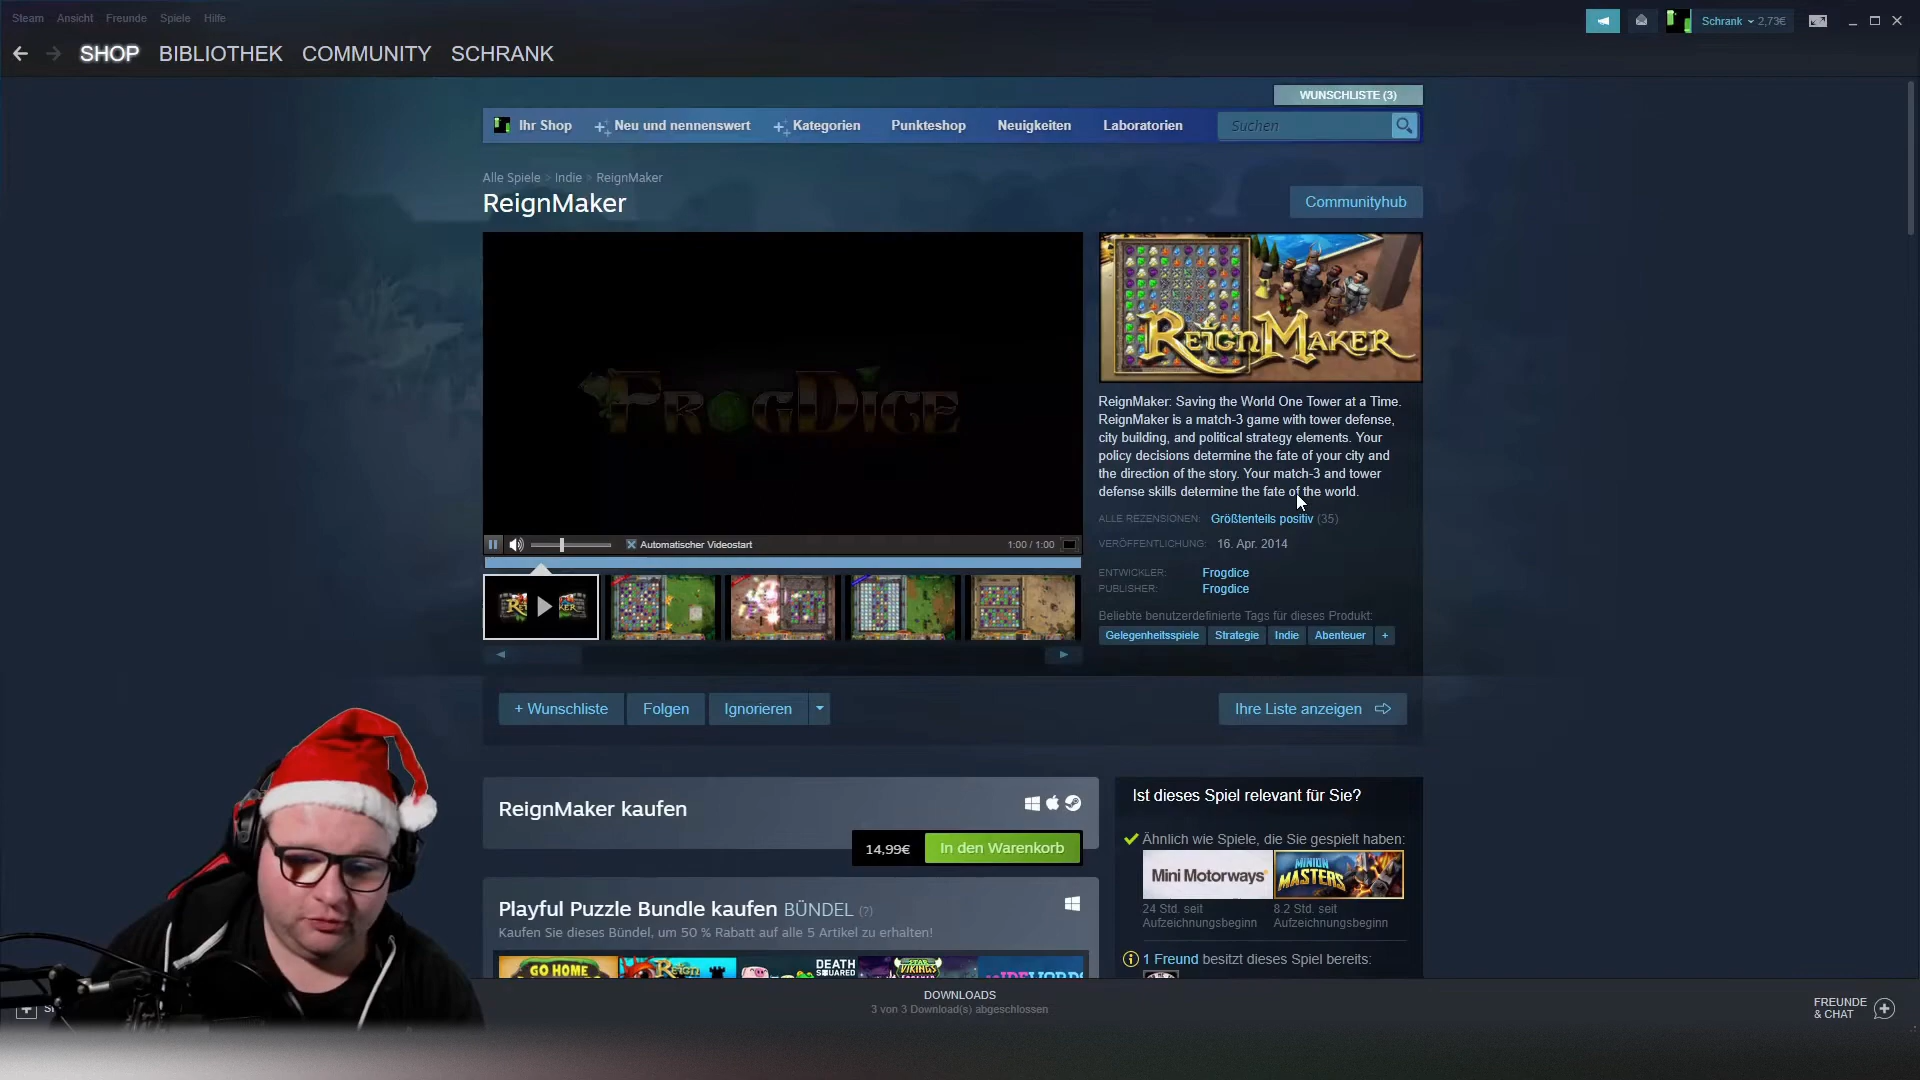 Steam Ansicht Freunde Spiele Hilfe
Schrank 2,73€
SHOP BIBLIOTHEK COMMUNITY SCHRANK
WUNSCHLISTE (3)
Ihr Shop Neu und nennenswert Kategorien Punkteshop Neuigkeiten Laboratorien Suchen
Alle Spiele > Indie > ReignMaker
ReignMaker
Communityhub
FROGDICE
REIGNMAKER
ReignMaker: Saving the World One Tower at a Time.
ReignMaker is a match-3 game with tower defense,
city building, and political strategy elements. Your
policy decisions determine the fate of your city and
the direction of the story. Your match-3 and tower
defense skills determine the fate of the world.
ALLE REZENSIONEN: Größtenteils positiv (35)
VERÖFFENTLICHUNG: 16. Apr. 2014
ENTWICKLER: Frogdice
PUBLISHER: Frogdice
Beliebte benutzerdefinierte Tags für dieses Produkt:
Gelegenheitsspiele Strategie Indie Abenteuer +
Automatischer Videostart 1:00 / 1:00
+ Wunschliste Folgen Ignorieren
Ihre Liste anzeigen
ReignMaker kaufen
14,99€ In den Warenkorb
Playful Puzzle Bundle kaufen BÜNDEL (?)
Kaufen Sie dieses Bündel, um 50 % Rabatt auf alle 5 Artikel zu erhalten!
GO HOME
DEATH
SQUARED
STAR
VIKINGS
Ist dieses Spiel relevant für Sie?
Ähnlich wie Spiele, die Sie gespielt haben:
Mini Motorways
MINION
MASTERS
24 Std. seit
Aufzeichnungsbeginn
8.2 Std. seit
Aufzeichnungsbeginn
1 Freund besitzt dieses Spiel bereits:
DOWNLOADS
3 von 3 Download(s) abgeschlossen
FREUNDE
& CHAT